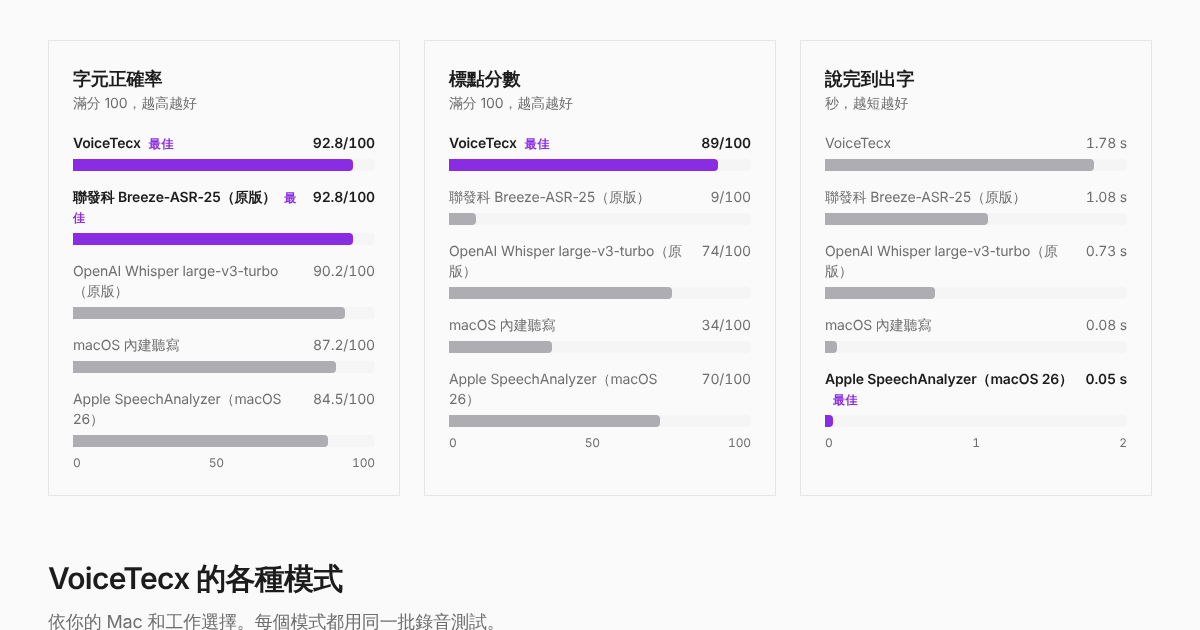 字元正確率
滿分 100，越高越好
VoiceTecx 最佳 92.8/100
聯發科 Breeze-ASR-25（原版） 最 92.8/100
佳
OpenAI Whisper large-v3-turbo 90.2/100
（原版）
macOS 內建聽寫 87.2/100
Apple SpeechAnalyzer（macOS 84.5/100
26）
0 50 100
標點分數
滿分 100，越高越好
VoiceTecx 最佳 89/100
聯發科 Breeze-ASR-25（原版） 9/100
OpenAI Whisper large-v3-turbo（原 74/100
版）
macOS 內建聽寫 34/100
Apple SpeechAnalyzer（macOS 70/100
26）
0 50 100
說完到出字
秒，越短越好
VoiceTecx 1.78 s
聯發科 Breeze-ASR-25（原版） 1.08 s
OpenAI Whisper large-v3-turbo（原 0.73 s
版）
macOS 內建聽寫 0.08 s
Apple SpeechAnalyzer（macOS 26） 0.05 s
最佳
0 1 2
VoiceTecx 的各種模式
依你的 Mac 和工作選擇。每個模式都用同一批錄音測試。